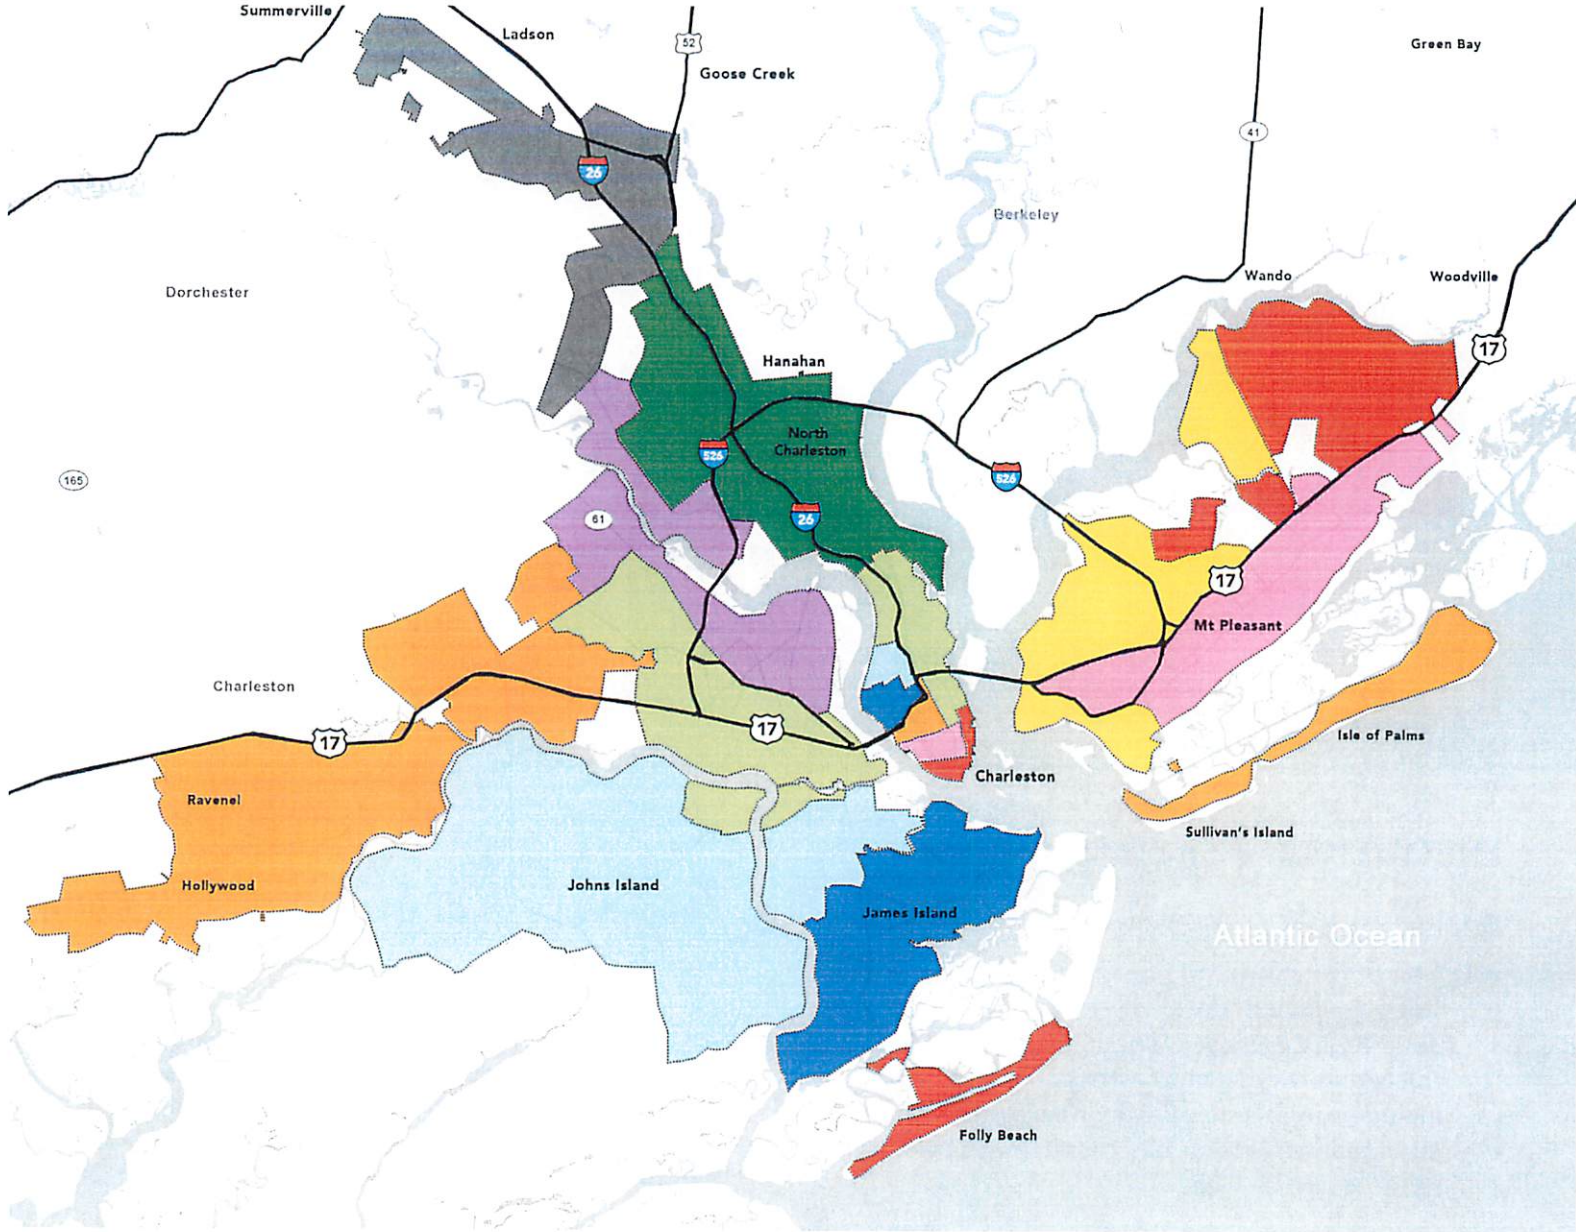 Summerville
Ladson
52
Green Bay
Goose Creek
41
26
Berkeley
Wando
Woodville
Dorchester
17
Hanahan
North
Charleston
526
165
526
61
26
17
Mt Pleasant
Charleston
17
17
Isle of Palms
Charleston
Ravenel
Sullivan's Island
Hollywood
Johns Island
James Island
Atlantic Ocean
Folly Beach